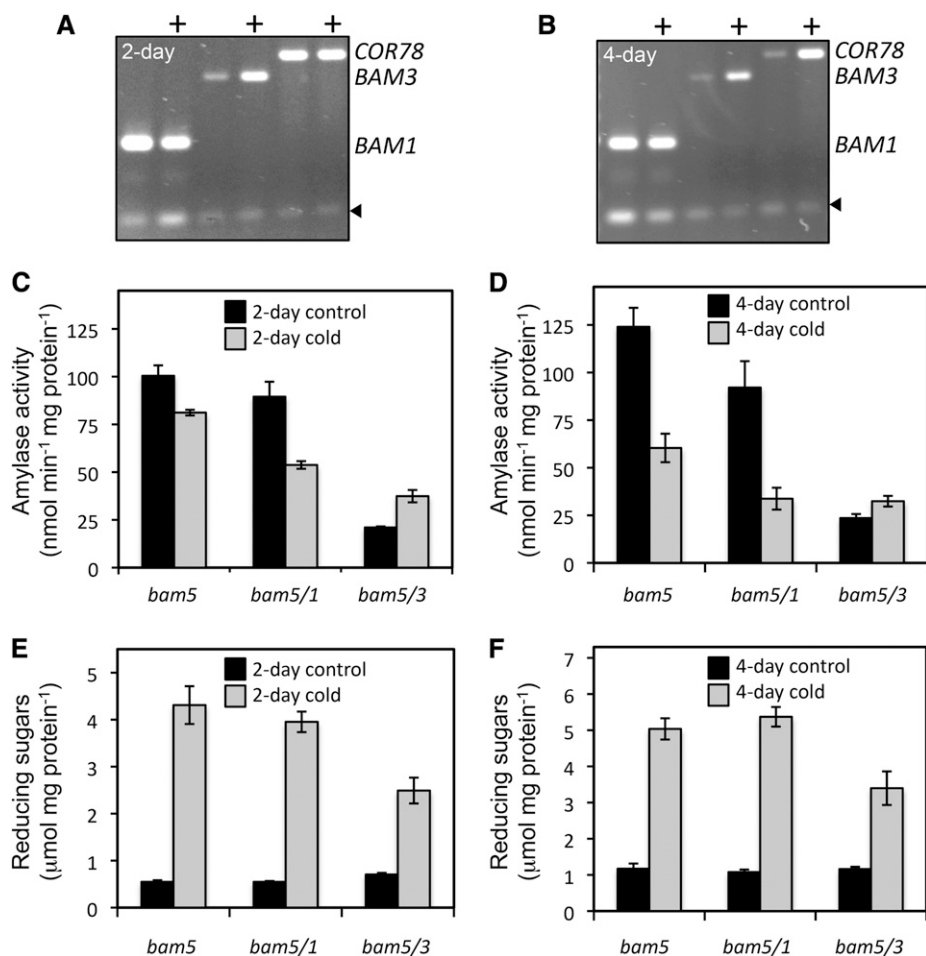 A + + +
2-day
COR78
BAM3
BAM1
B + + +
4-day
COR78
BAM3
BAM1
C
2-day control
2-day cold
Amylase activity
(nmol min⁻¹ mg protein⁻¹)
125
100
75
50
25
0
bam5 bam5/1 bam5/3
D
4-day control
4-day cold
Amylase activity
(nmol min⁻¹ mg protein⁻¹)
125
100
75
50
25
0
bam5 bam5/1 bam5/3
E
2-day control
2-day cold
Reducing sugars
(μmol mg protein⁻¹)
5
4
3
2
1
0
bam5 bam5/1 bam5/3
F
4-day control
4-day cold
Reducing sugars
(μmol mg protein⁻¹)
7
6
5
4
3
2
1
0
bam5 bam5/1 bam5/3